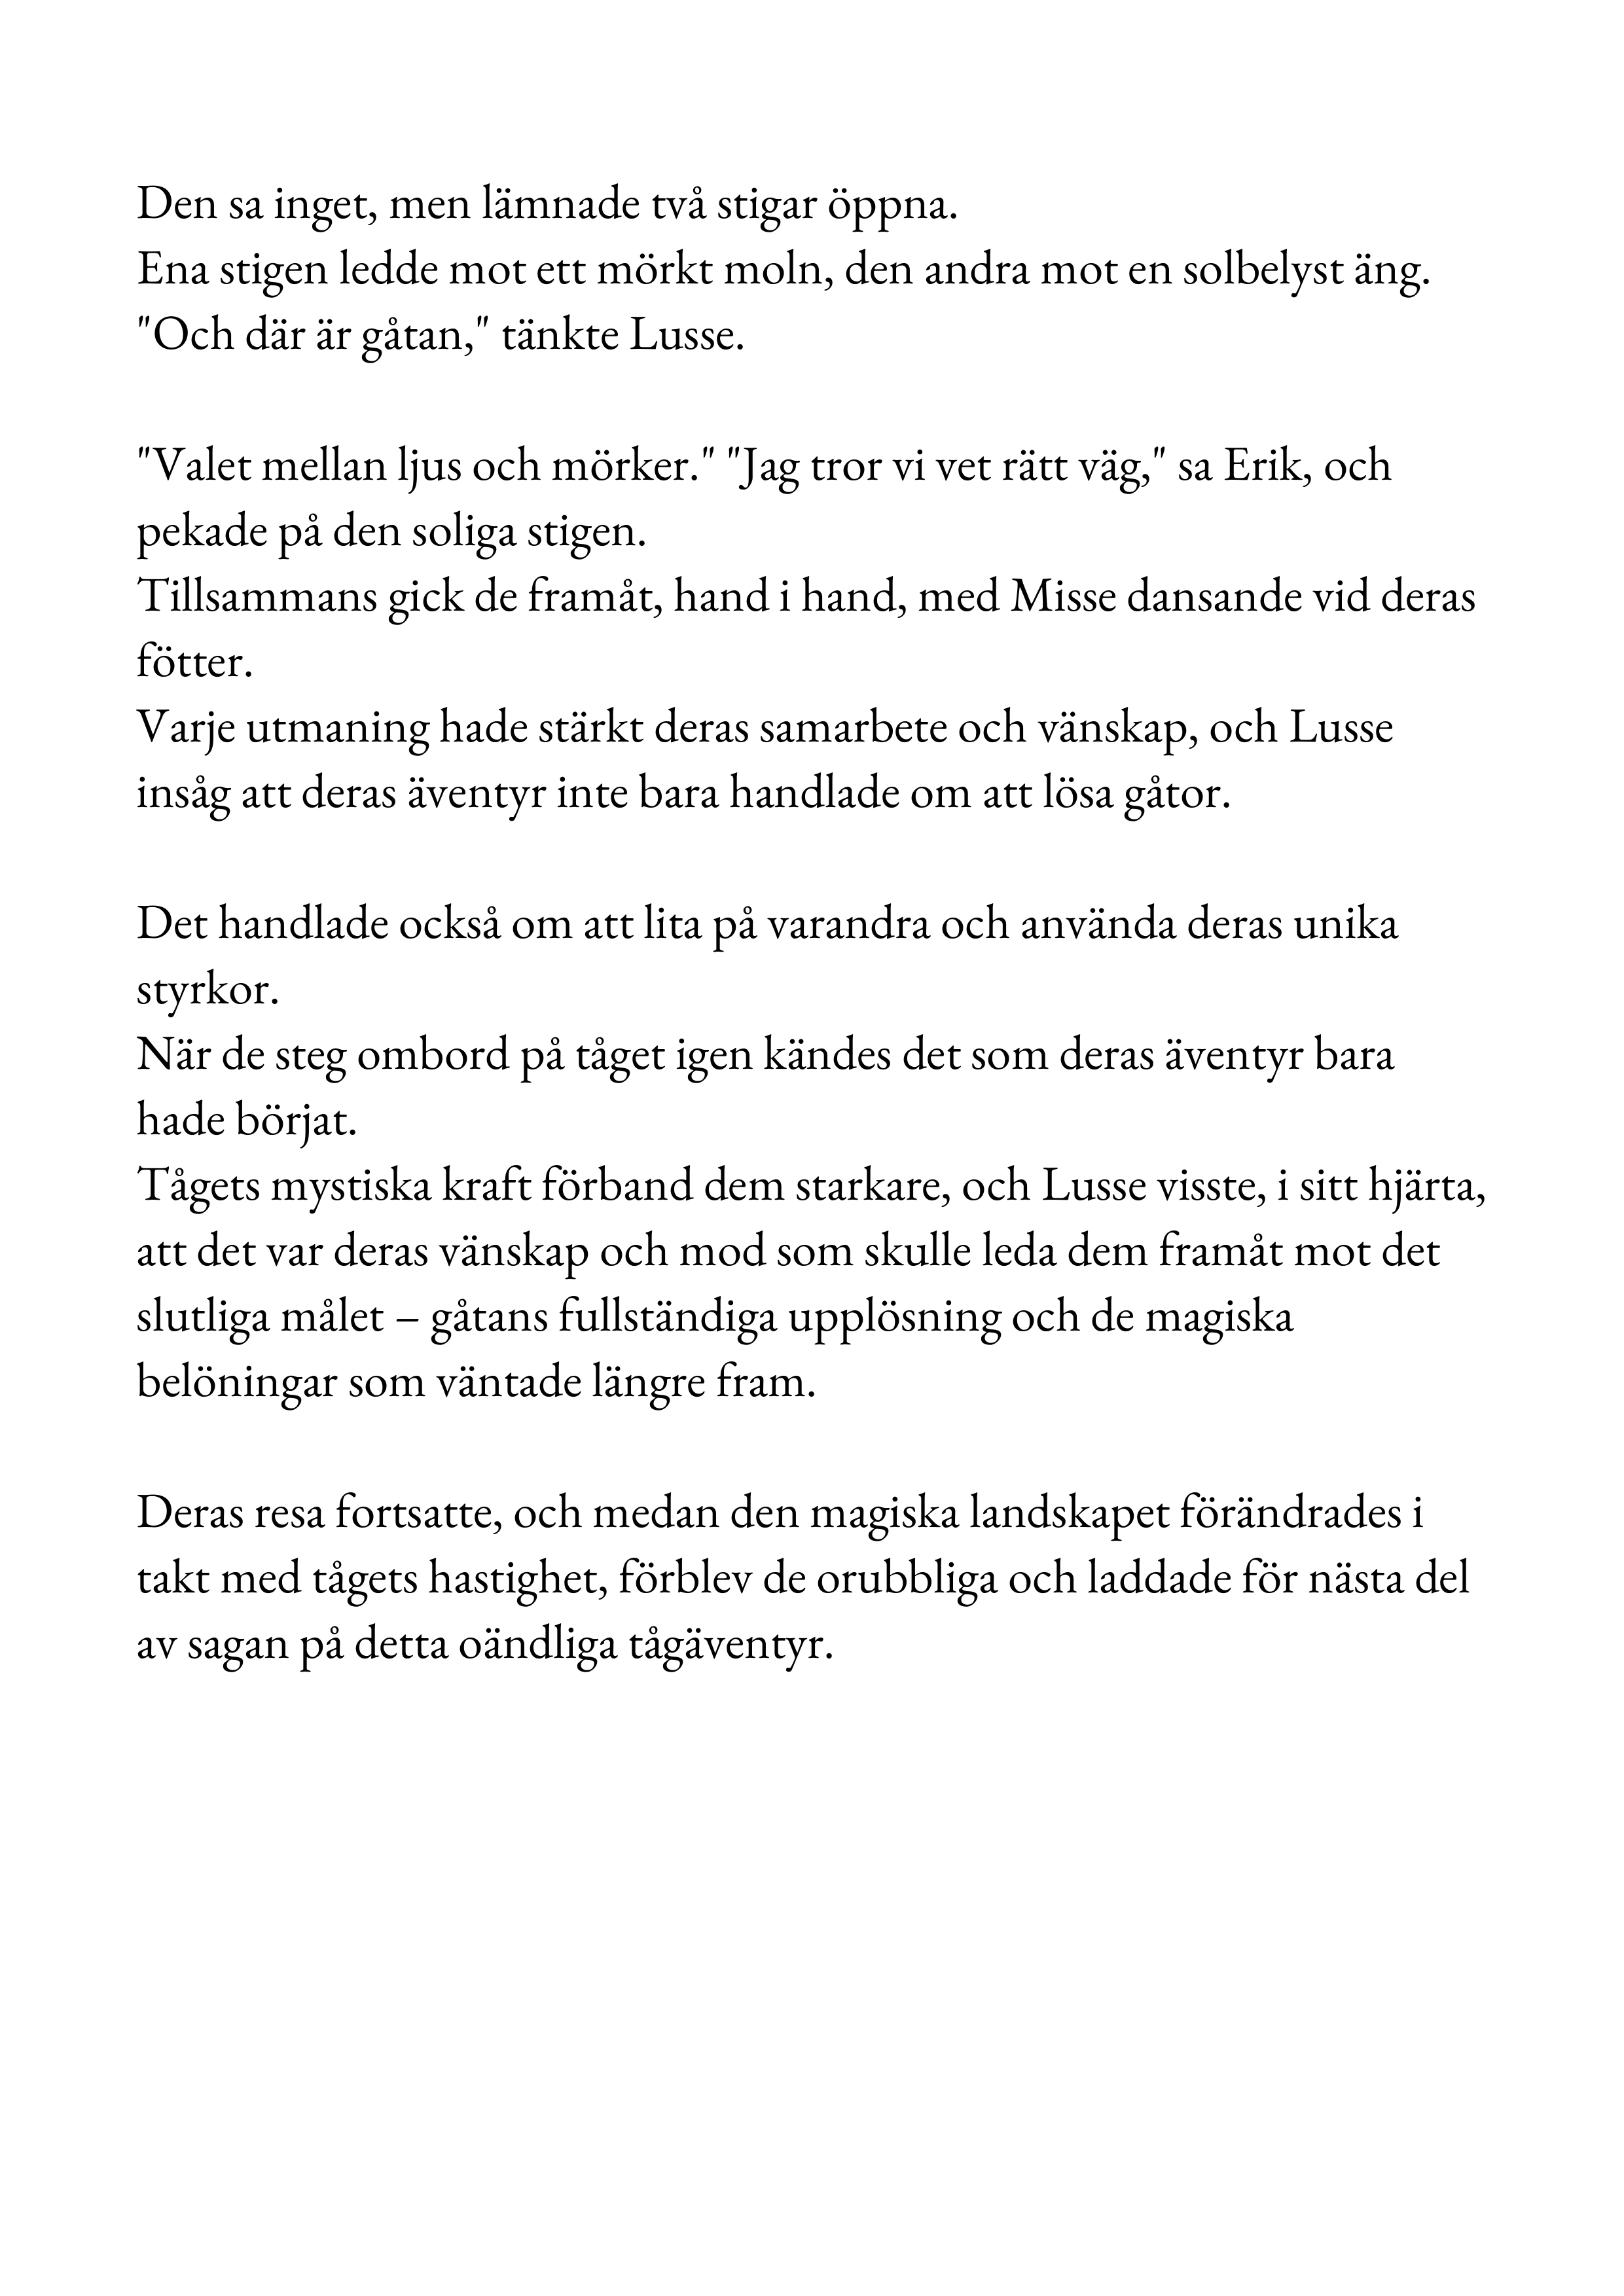 Den sa inget, men lämnade två stigar öppna.
Ena stigen ledde mot ett mörkt moln, den andra mot en solbelyst äng.
"Och där är gåtan," tänkte Lusse.
"Valet mellan ljus och mörker." "Jag tror vi vet rätt väg," sa Erik, och
pekade på den soliga stigen.
Tillsammans gick de framåt, hand i hand, med Misse dansande vid deras
fötter.
Varje utmaning hade stärkt deras samarbete och vänskap, och Lusse
insåg att deras äventyr inte bara handlade om att lösa gåtor.
Det handlade också om att lita på varandra och använda deras unika
styrkor.
När de steg ombord på tåget igen kändes det som deras äventyr bara
hade börjat.
Tågets mystiska kraft förband dem starkare, och Lusse visste, i sitt hjärta,
att det var deras vänskap och mod som skulle leda dem framåt mot det
slutliga målet – gåtans fullständiga upplösning och de magiska
belöningar som väntade längre fram.
Deras resa fortsatte, och medan den magiska landskapet förändrades i
takt med tågets hastighet, förblev de orubbliga och laddade för nästa del
av sagan på detta oändliga tågäventyr.